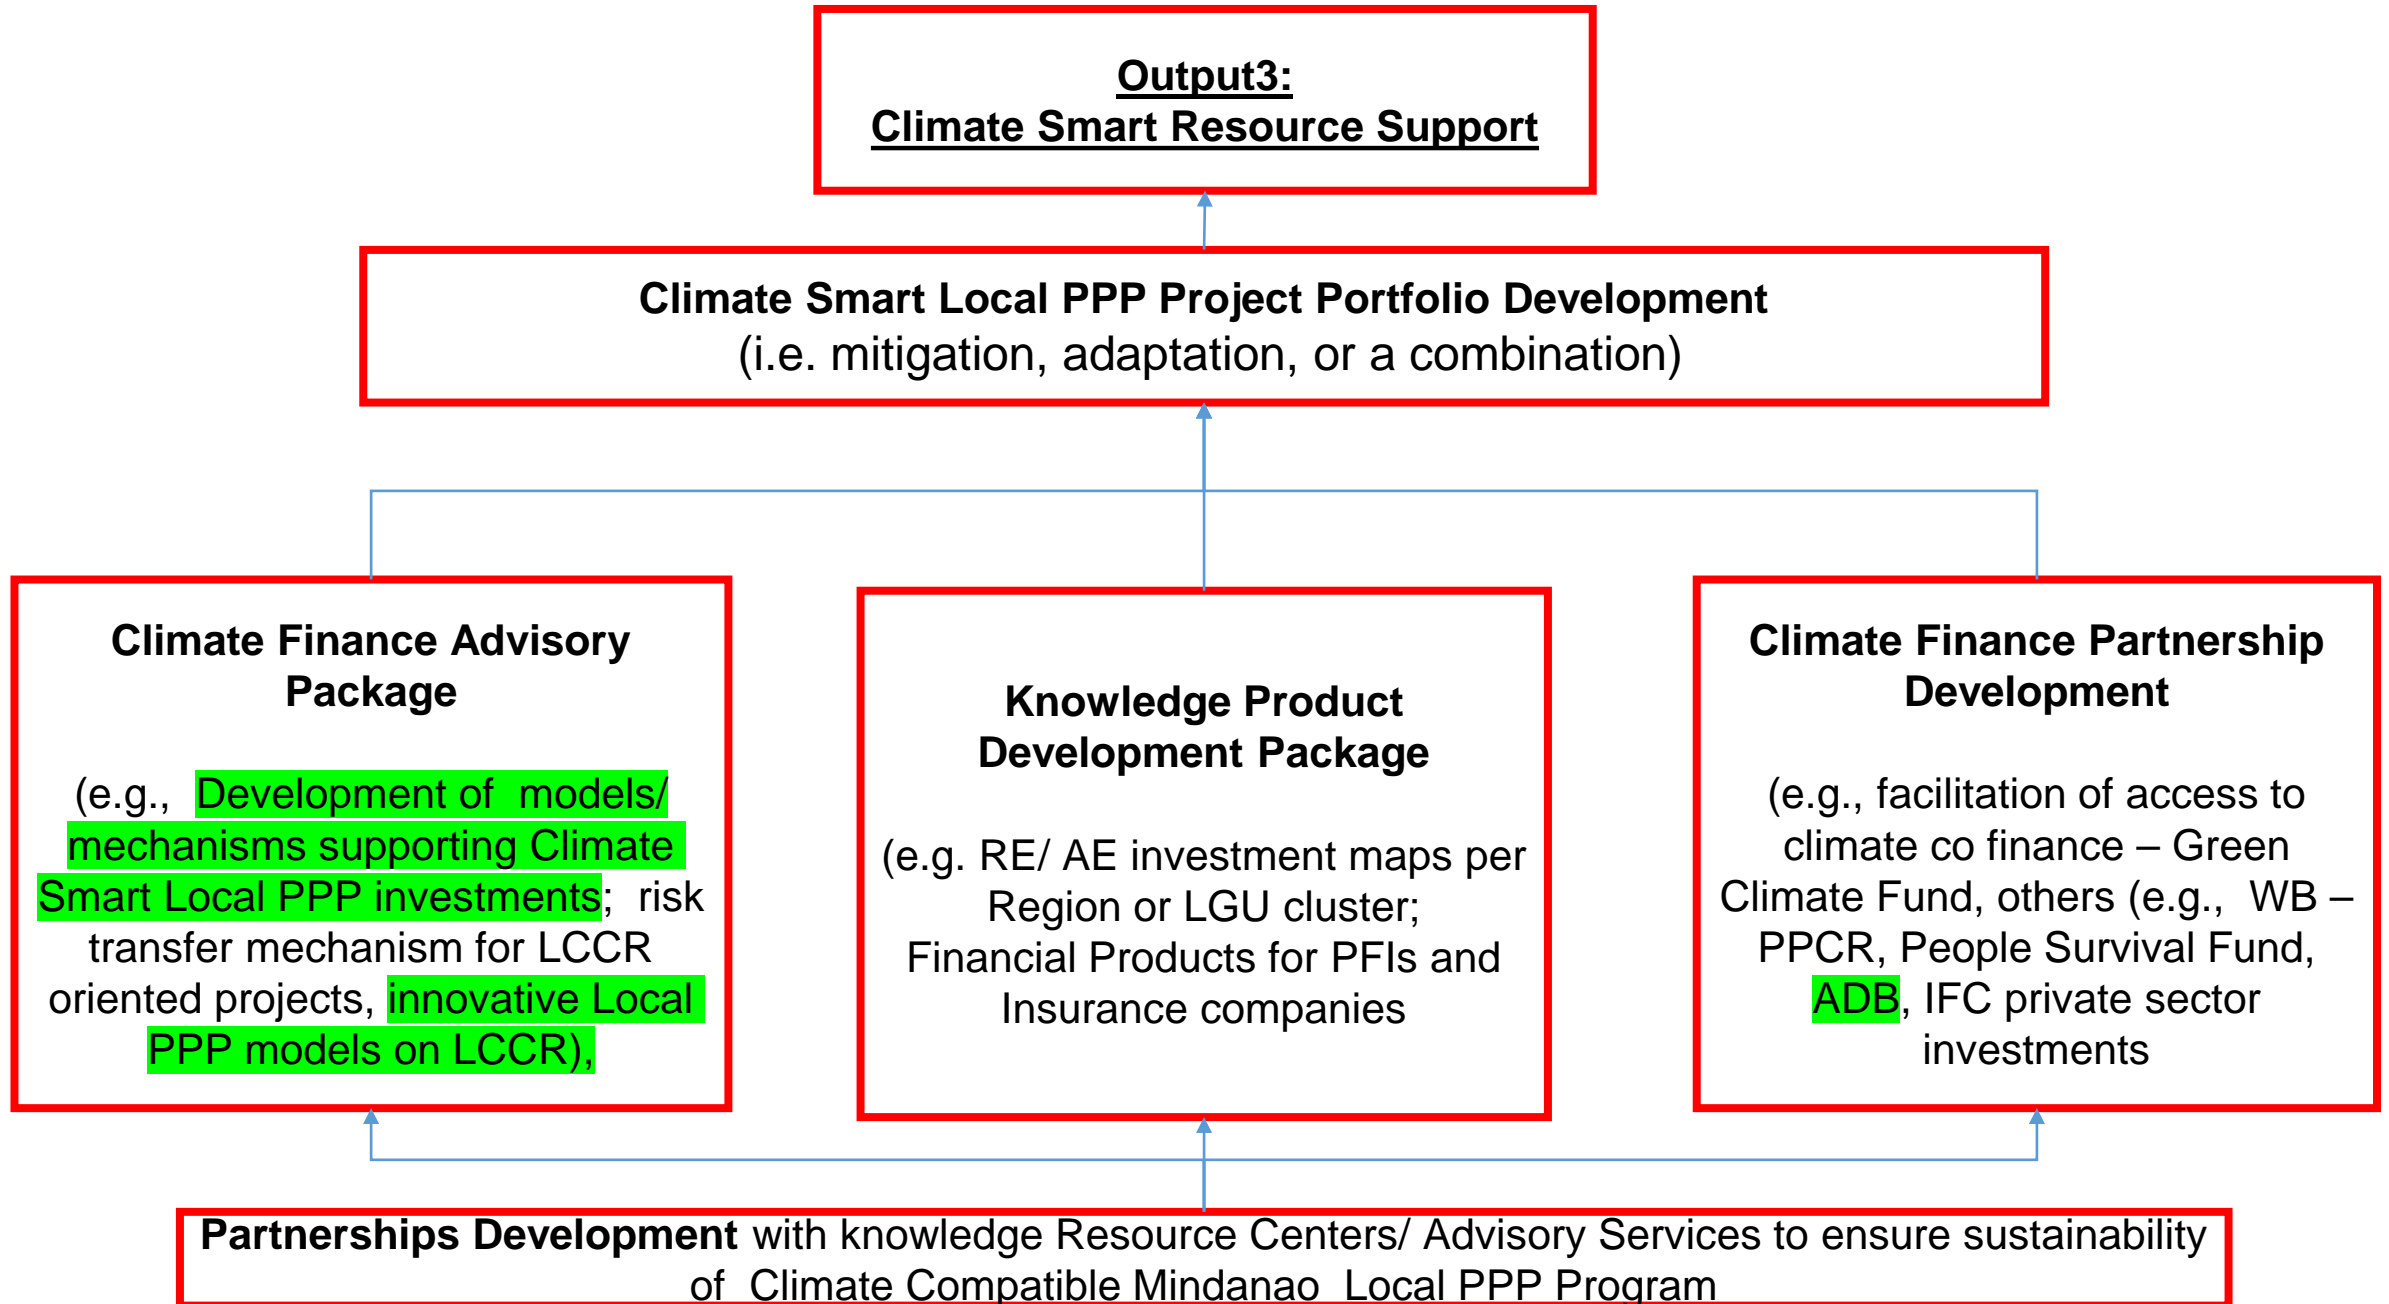 Output3:
Climate Smart Resource Support
Climate Smart Local PPP Project Portfolio Development
(i.e. mitigation, adaptation, or a combination)
Climate Finance Advisory
Package
(e.g., Development of models/
mechanisms supporting Climate
Smart Local PPP investments; risk
transfer mechanism for LCCR
oriented projects, innovative Local
PPP models on LCCR),
Knowledge Product
Development Package
(e.g. RE/ AE investment maps per
Region or LGU cluster;
Financial Products for PFIs and
Insurance companies
Climate Finance Partnership
Development
(e.g., facilitation of access to
climate co finance – Green
Climate Fund, others (e.g., WB –
PPCR, People Survival Fund,
ADB, IFC private sector
investments
Partnerships Development with knowledge Resource Centers/ Advisory Services to ensure sustainability
of Climate Compatible Mindanao Local PPP Program